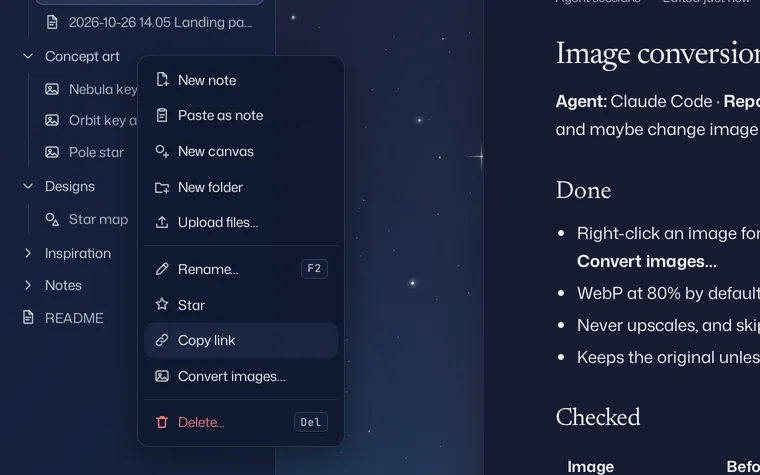 2026-10-26 14.05 Landing pa...
Concept art
Nebula key
Orbit key a
Pole star
Designs
Star map
Inspiration
Notes
README
New note
Paste as note
New canvas
New folder
Upload files...
Rename... F2
Star
Copy link
Convert images...
Delete... Del
Agent sessions
Edited just now
Image conversion
Agent: Claude Code · Repo
and maybe change image
Done
Right-click an image for
Convert images...
WebP at 80% by default
Never upscales, and skip
Keeps the original unles
Checked
Image Befo